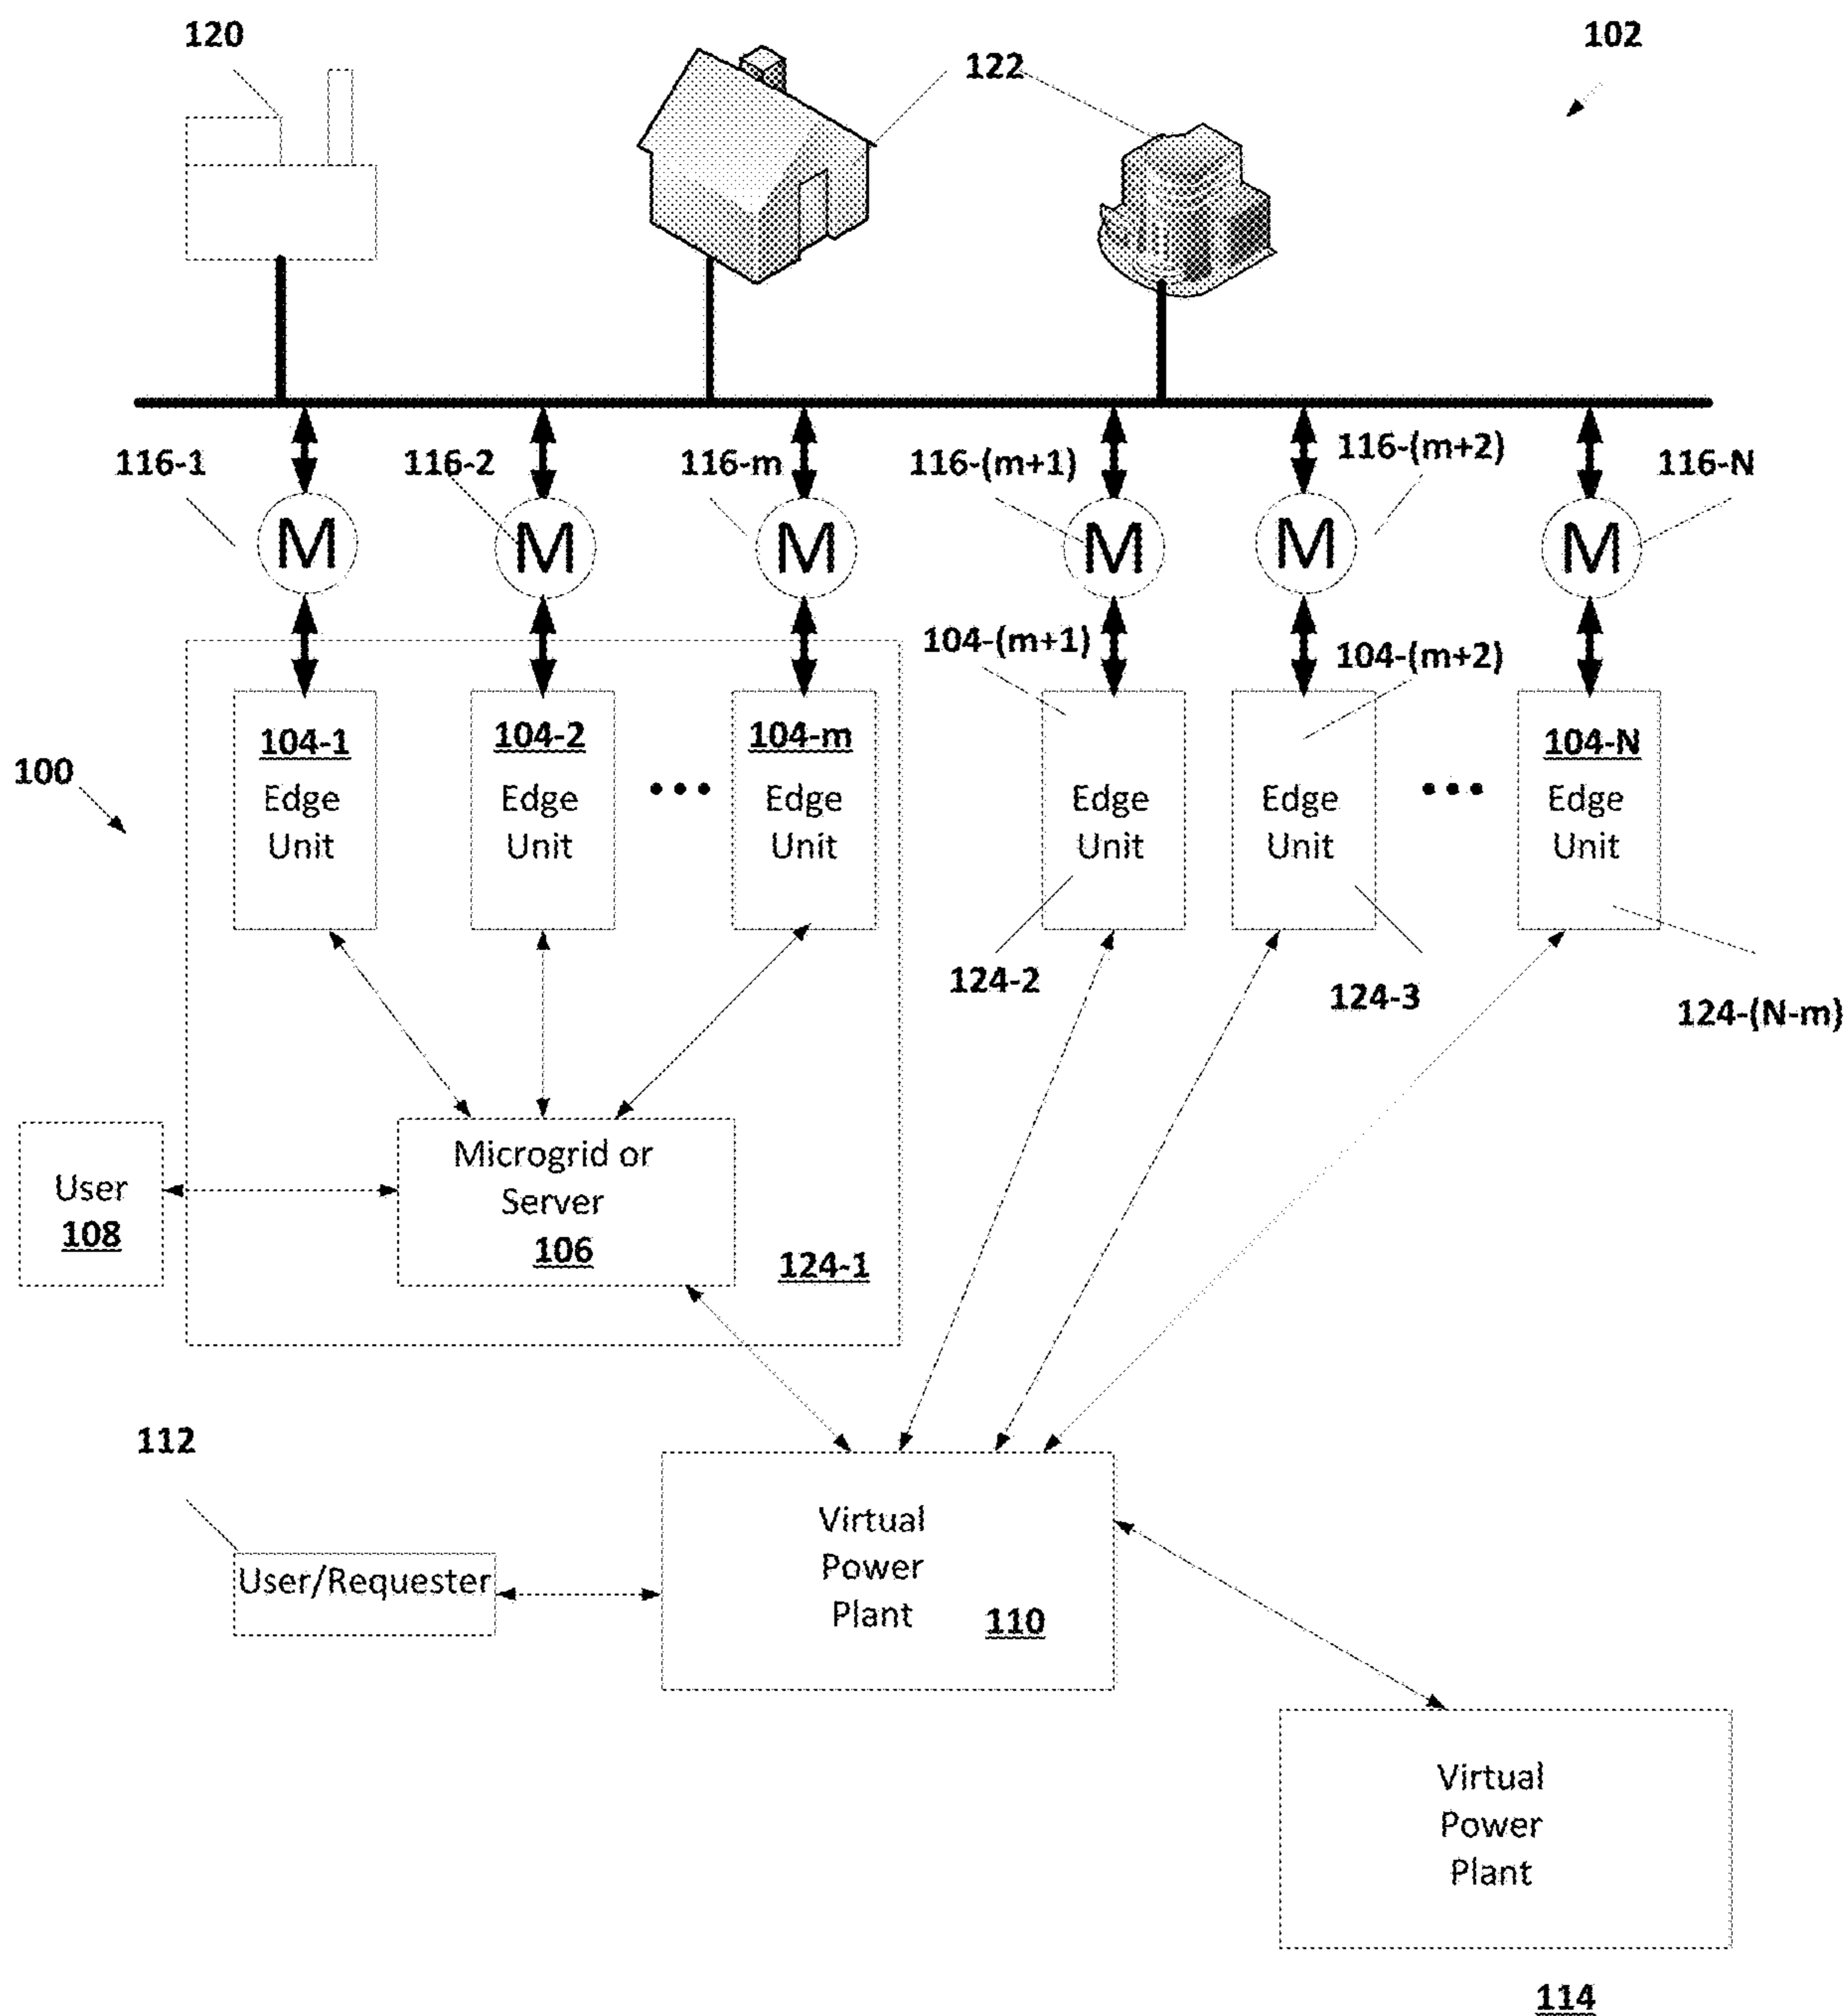 120
122
102
116-1
116-2
116-m
116-(m+1)
116-(m+2)
116-N
M
M
M
M
M
M
104-(m+1)
104-(m+2)
100
104-1
Edge
Unit
104-2
Edge
Unit
•••
104-m
Edge
Unit
Edge
Unit
Edge
Unit
•••
104-N
Edge
Unit
124-2
124-3
124-(N-m)
User
108
Microgrid or
Server
106
124-1
112
User/Requester
Virtual
Power
Plant
110
Virtual
Power
Plant
114